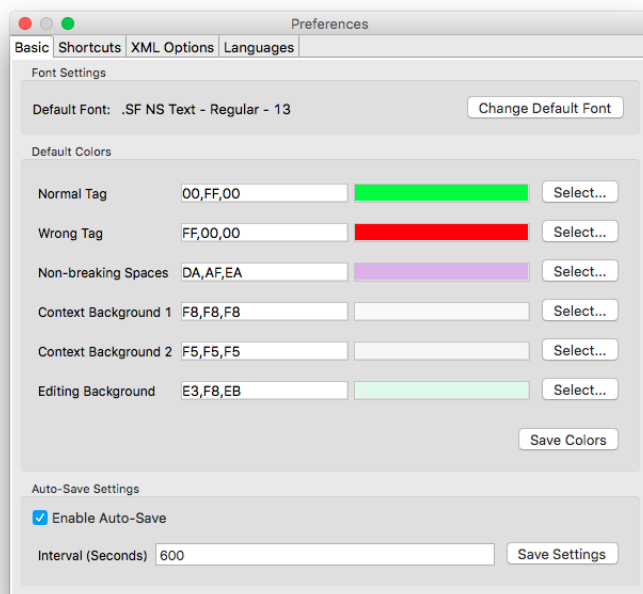 Preferences
Basic Shortcuts XML Options Languages
Font Settings
Default Font: .SF NS Text - Regular - 13 Change Default Font
Default Colors
Normal Tag 00,FF,00 Select...
Wrong Tag FF,00,00 Select...
Non-breaking Spaces DA,AF,EA Select...
Context Background 1 F8,F8,F8 Select...
Context Background 2 F5,F5,F5 Select...
Editing Background E3,F8,EB Select...
Save Colors
Auto-Save Settings
Enable Auto-Save
Interval (Seconds) 600 Save Settings